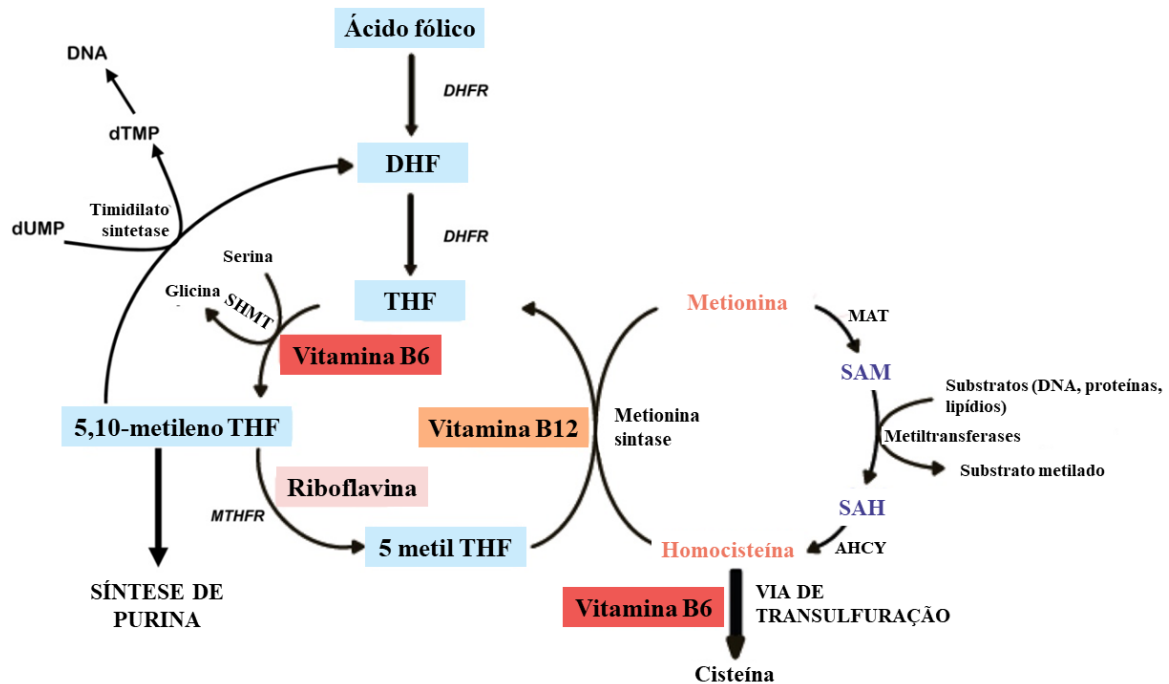 Ácido fólico
DNA
DHFR
dTMP
DHF
Timidilato
sintetase
dUMP
DHFR
Serina
Glicina
SHMT
THF
Metionina
MAT
Vitamina B6
SAM
Substratos (DNA, proteínas,
lipídios)
5,10-metileno THF
Vitamina B12
Metionina
sintase
Metiltransferases
Substrato metilado
Riboflavina
MTHFR
SAH
5 metil THF
Homocisteína
AHCY
SÍNTESE DE
PURINA
Vitamina B6
VIA DE
TRANSULFURAÇÃO
Cisteína